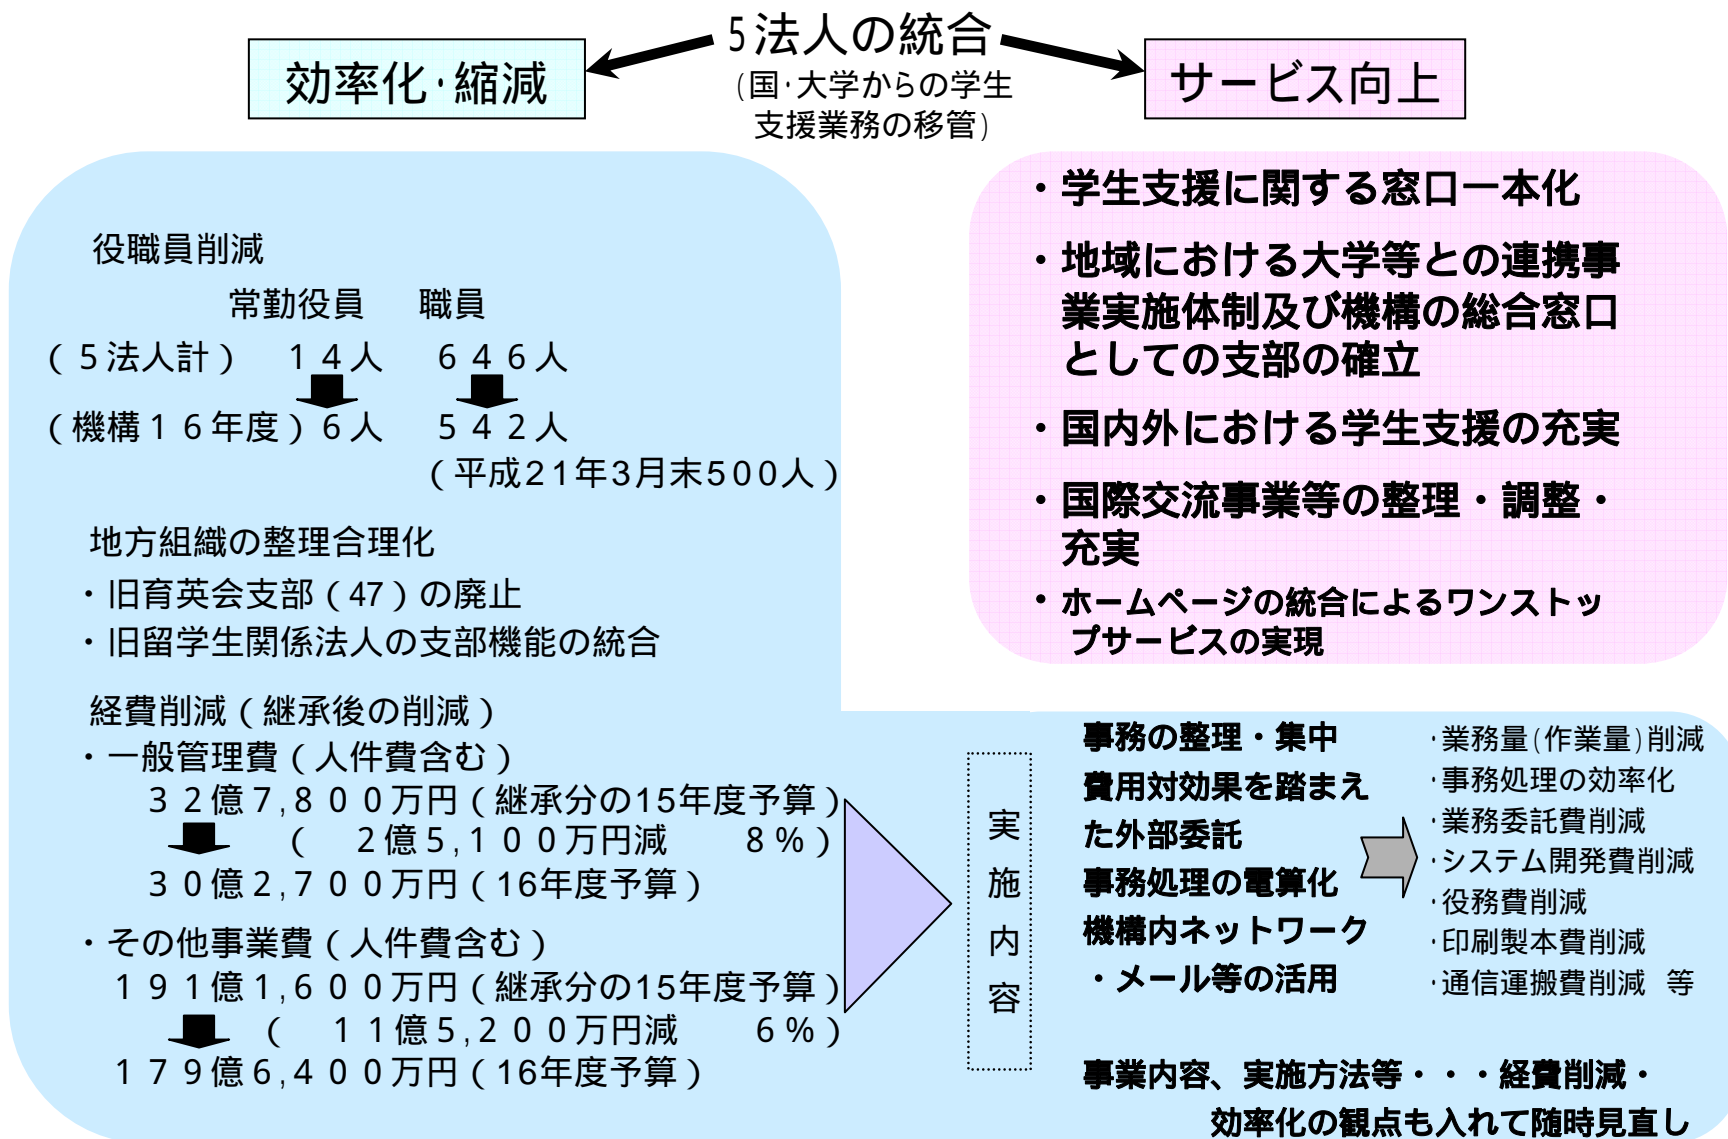 5法人の統合
(国・大学からの学生
支援業務の移管)
効率化・縮減
サービス向上
役職員削減
常勤役員 職員
(5法人計) 14人 646人
(機構16年度)6人 542人
(平成21年3月末500人)
地方組織の整理合理化
・旧育英会支部(47)の廃止
・旧留学生関係法人の支部機能の統合
経費削減(継承後の削減)
・一般管理費(人件費含む)
32億7,800万円(継承分の15年度予算)
( 2億5,100万円減 8%)
30億2,700万円(16年度予算)
・その他事業費(人件費含む)
191億1,600万円(継承分の15年度予算)
( 11億5,200万円減 6%)
179億6,400万円(16年度予算)
・学生支援に関する窓口一本化
・地域における大学等との連携事
業実施体制及び機構の総合窓口
としての支部の確立
・国内外における学生支援の充実
・国際交流事業等の整理・調整・
充実
・ホームページの統合によるワンストッ
プサービスの実現
実施内容
事務の整理・集中
費用対効果を踏まえ
た外部委託
事務処理の電算化
機構内ネットワーク
・メール等の活用
・業務量(作業量)削減
・事務処理の効率化
・業務委託費削減
・システム開発費削減
・役務費削減
・印刷製本費削減
・通信運搬費削減 等
事業内容、実施方法等・・・経費削減・
効率化の観点も入れて随時見直し